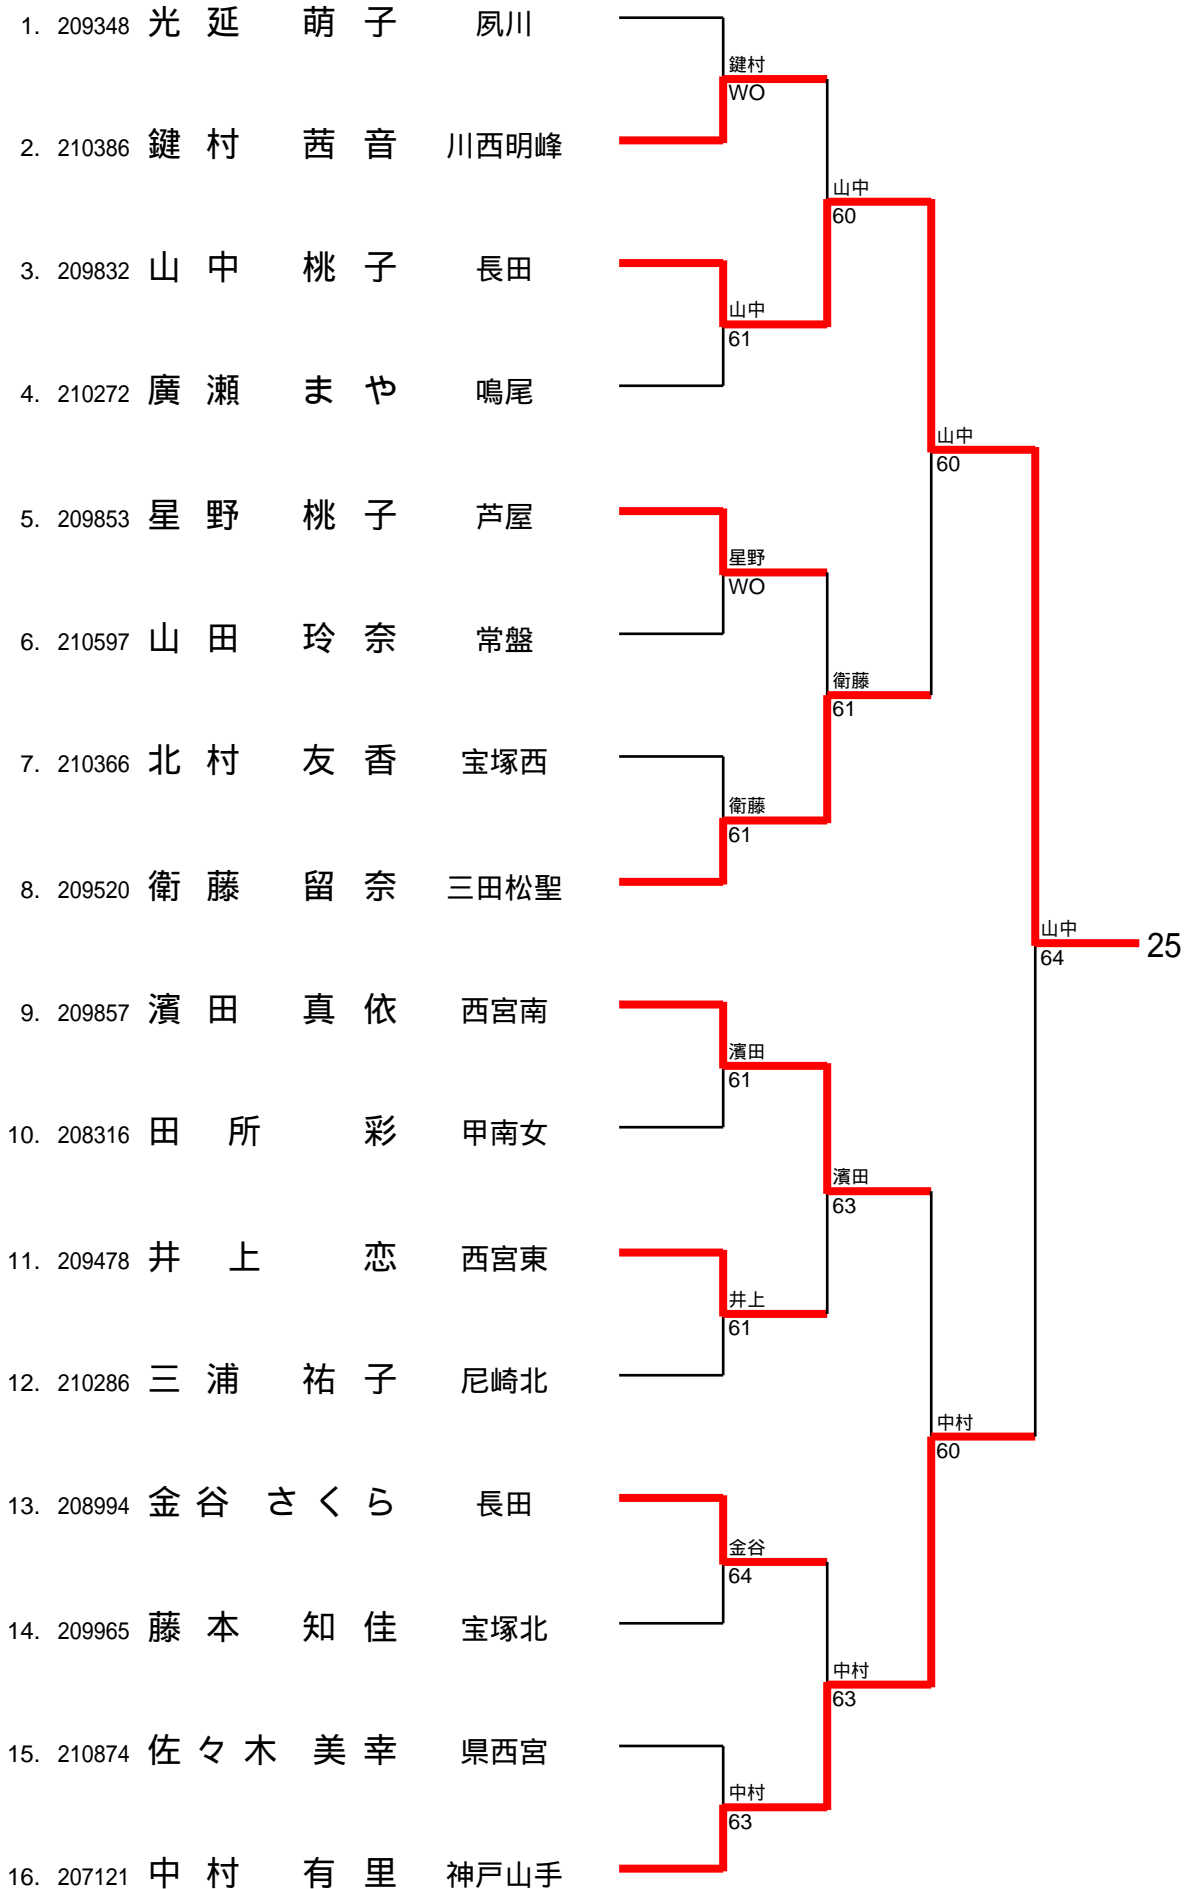 1. 209348 光延 萌子 夙川
鍵村
WO
2. 210386 鍵村 茜音 川西明峰
山中
60
3. 209832 山中 桃子 長田
山中
61
4. 210272 廣瀬 まや 鳴尾
山中
60
5. 209853 星野 桃子 芦屋
星野
WO
6. 210597 山田 玲奈 常盤
衛藤
61
7. 210366 北村 友香 宝塚西
衛藤
61
8. 209520 衛藤 留奈 三田松聖
山中
64
25
9. 209857 濱田 真依 西宮南
濱田
61
10. 208316 田所 彩 甲南女
濱田
63
11. 209478 井上 恋 西宮東
井上
61
12. 210286 三浦 祐子 尼崎北
中村
60
13. 208994 金谷 さくら 長田
金谷
64
14. 209965 藤本 知佳 宝塚北
中村
63
15. 210874 佐々木 美幸 県西宮
中村
63
16. 207121 中村 有里 神戸山手